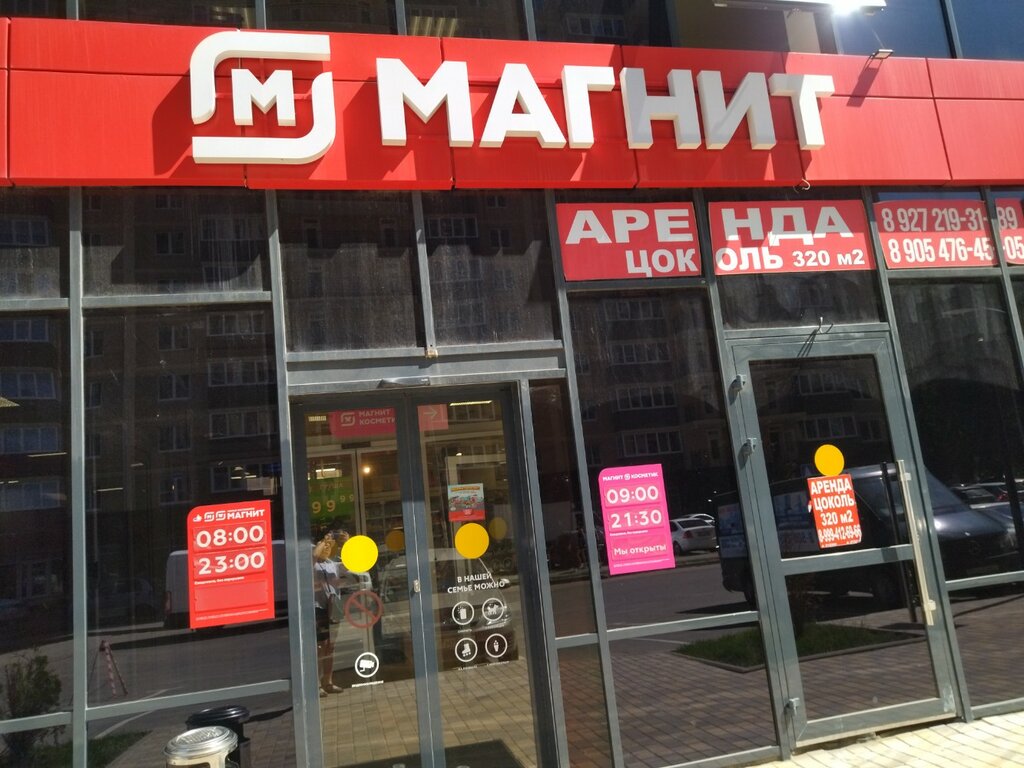 М МАГНИТ
АРЕНДА
ЦОКОЛЬ 320 м2
8 927 219-31-89
8 905 476-45-05
МАГНИТ
КОСМЕТИК
МАГНИТ
08:00
23:00
МАГНИТ КОСМЕТИК
09:00
21:30
Мы открыты
АРЕНДА
ЦОКОЛЬ
320 м2
В НАШЕЙ
СЕМЬЕ МОЖНО